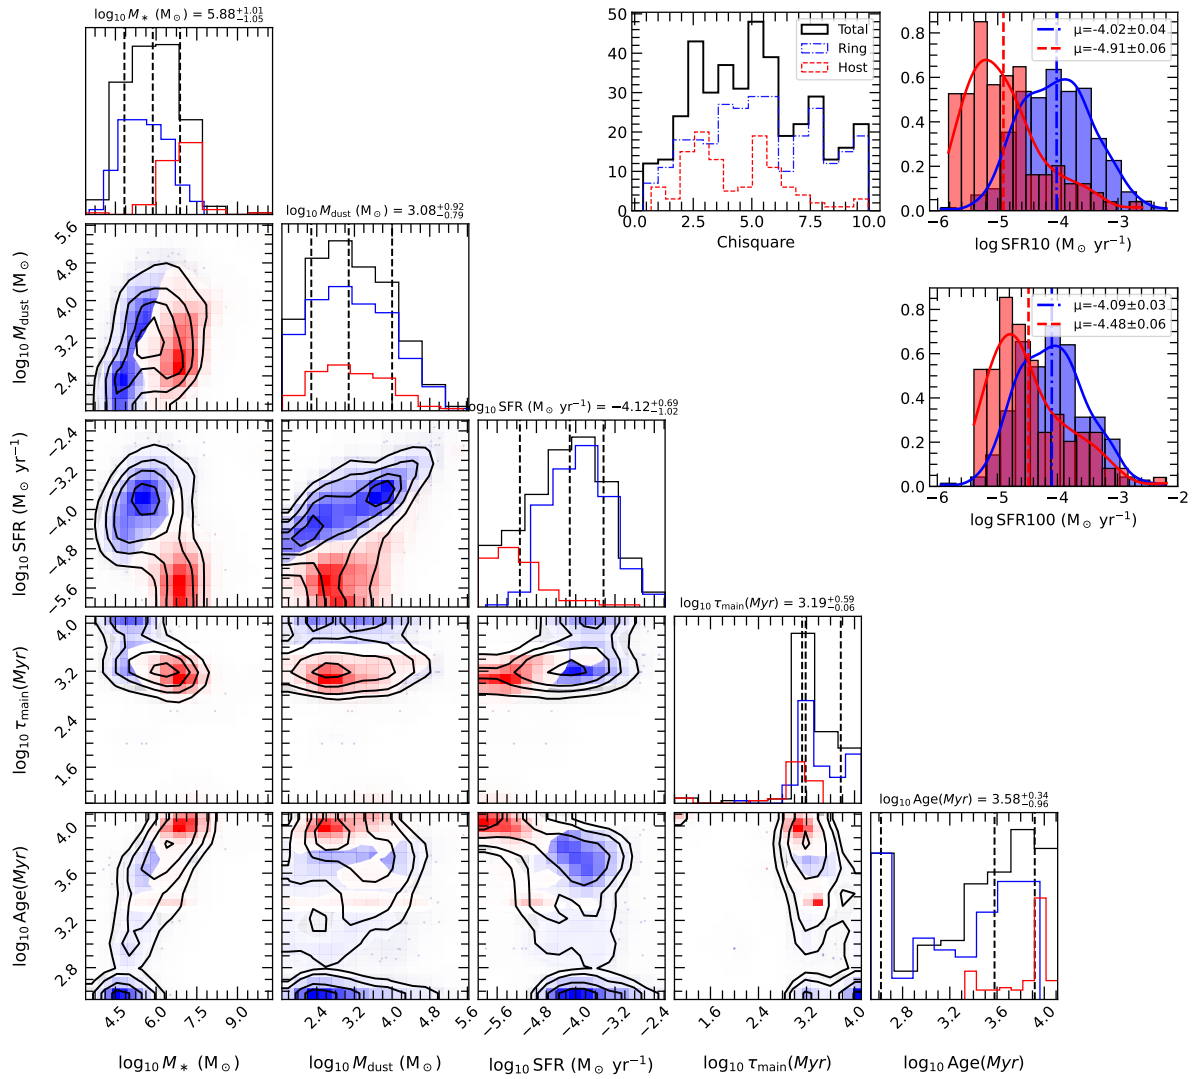 log₁₀ M∗ (M⊙) = 5.88+1.01−1.05
50
40
30
20
10
0
Total
Ring
Host
0.0 2.5 5.0 7.5 10.0
Chisquare
0.8
0.6
0.4
0.2
0.0
μ=-4.02±0.04
μ=-4.91±0.06
−6 −5 −4 −3
log SFR10 (M⊙ yr⁻¹)
log₁₀ Mdust (M⊙) = 3.08+0.92−0.79
5.6
4.8
4.0
3.2
2.4
log₁₀ Mdust (M⊙)
0.8
0.6
0.4
0.2
0.0
μ=-4.09±0.03
μ=-4.48±0.06
−6 −5 −4 −3 −2
log SFR100 (M⊙ yr⁻¹)
log₁₀ SFR (M⊙ yr⁻¹) = −4.12+0.69−1.02
−2.4
−3.2
−4.0
−4.8
−5.6
log₁₀ SFR (M⊙ yr⁻¹)
log₁₀ τmain(Myr) = 3.19+0.59−0.06
4.0
3.2
2.4
1.6
log₁₀ τmain(Myr)
log₁₀ Age(Myr) = 3.58+0.34−0.96
4.0
3.6
3.2
2.8
log₁₀ Age(Myr)
4.5 6.0 7.5 9.0
2.4 3.2 4.0 4.8 5.6
−5.6 −4.8 −4.0 −3.2 −2.4
1.6 2.4 3.2 4.0
2.8 3.2 3.6 4.0
log₁₀ M∗ (M⊙)
log₁₀ Mdust (M⊙)
log₁₀ SFR (M⊙ yr⁻¹)
log₁₀ τmain(Myr)
log₁₀ Age(Myr)